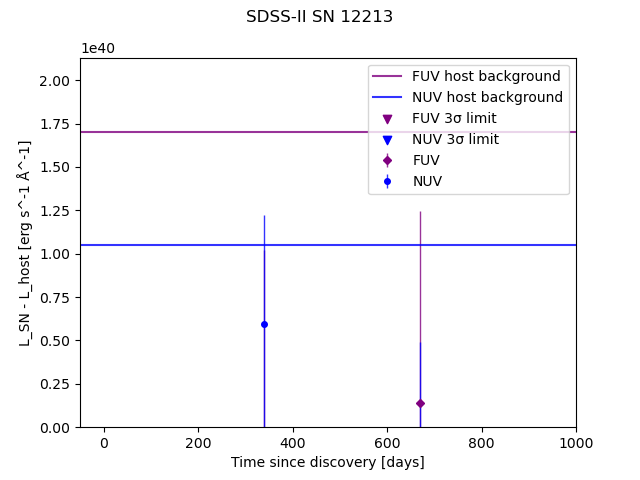 SDSS-II SN 12213
1e40
FUV host background
NUV host background
FUV 3σ limit
NUV 3σ limit
FUV
NUV
2.00
1.75
1.50
1.25
1.00
0.75
0.50
0.25
0.00
L_SN - L_host [erg s^-1 Å^-1]
0 200 400 600 800 1000
Time since discovery [days]